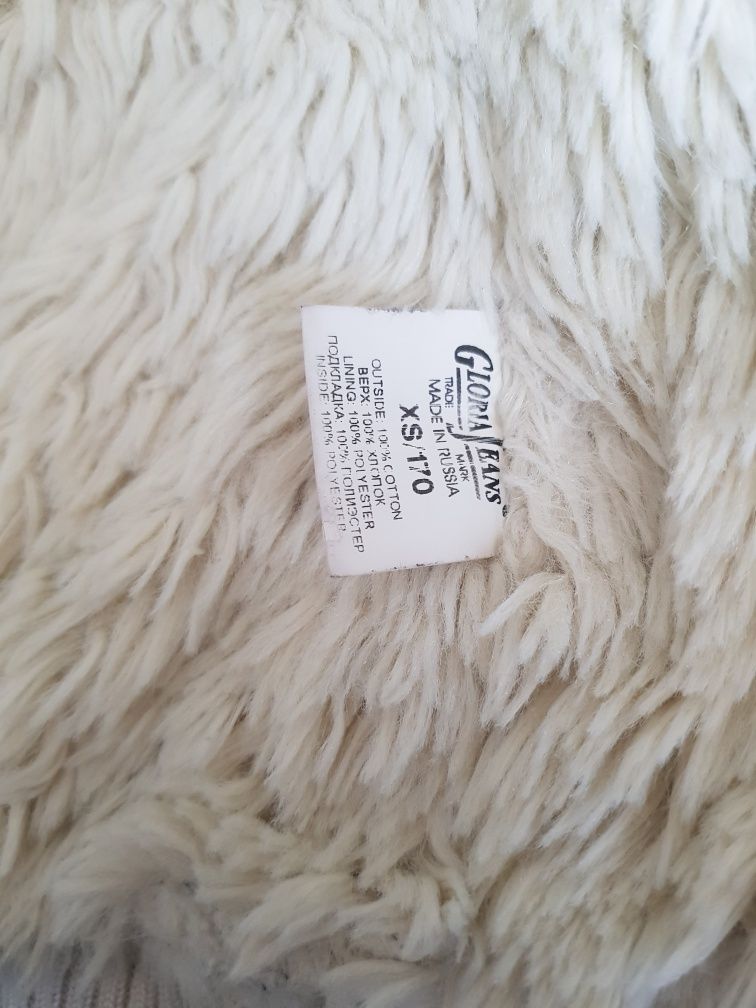 GLORIA JEANS®
TRADE MARK
MADE IN RUSSIA
XS/170
OUTSIDE: 100% COTTON
ВЕРХ: 100% ХЛОПОК
LINING: 100% POLYESTER
ПОДКЛАДКА: 100% ПОЛИЭСТЕР
INSIDE: 100% POLYESTER